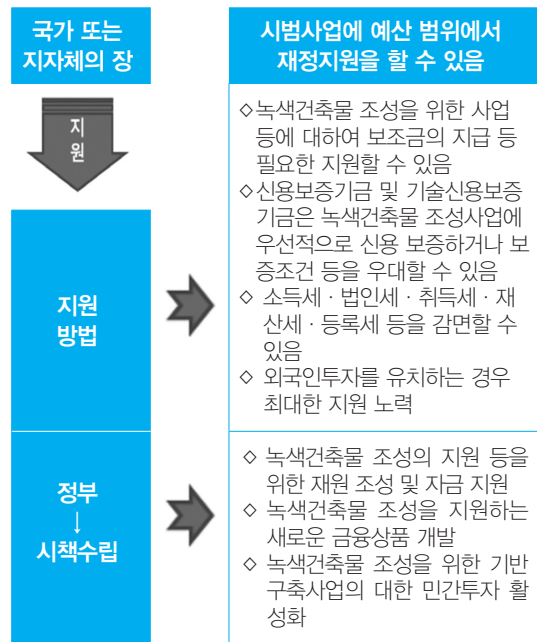 국가 또는
지자체의 장
시범사업에 예산 범위에서
재정지원을 할 수 있음
지
원
◇녹색건축물 조성을 위한 사업
등에 대하여 보조금의 지급 등
필요한 지원할 수 있음
◇신용보증기금 및 기술신용보증
기금은 녹색건축물 조성사업에
우선적으로 신용 보증하거나 보
증조건 등을 우대할 수 있음
◇ 소득세 · 법인세 · 취득세 · 재
산세 · 등록세 등을 감면할 수
있음
◇ 외국인투자를 유치하는 경우
최대한 지원 노력
지원
방법
정부
↓
시책수립
◇ 녹색건축물 조성의 지원 등을
위한 재원 조성 및 자금 지원
◇ 녹색건축물 조성을 지원하는
새로운 금융상품 개발
◇ 녹색건축물 조성을 위한 기반
구축사업의 대한 민간투자 활
성화